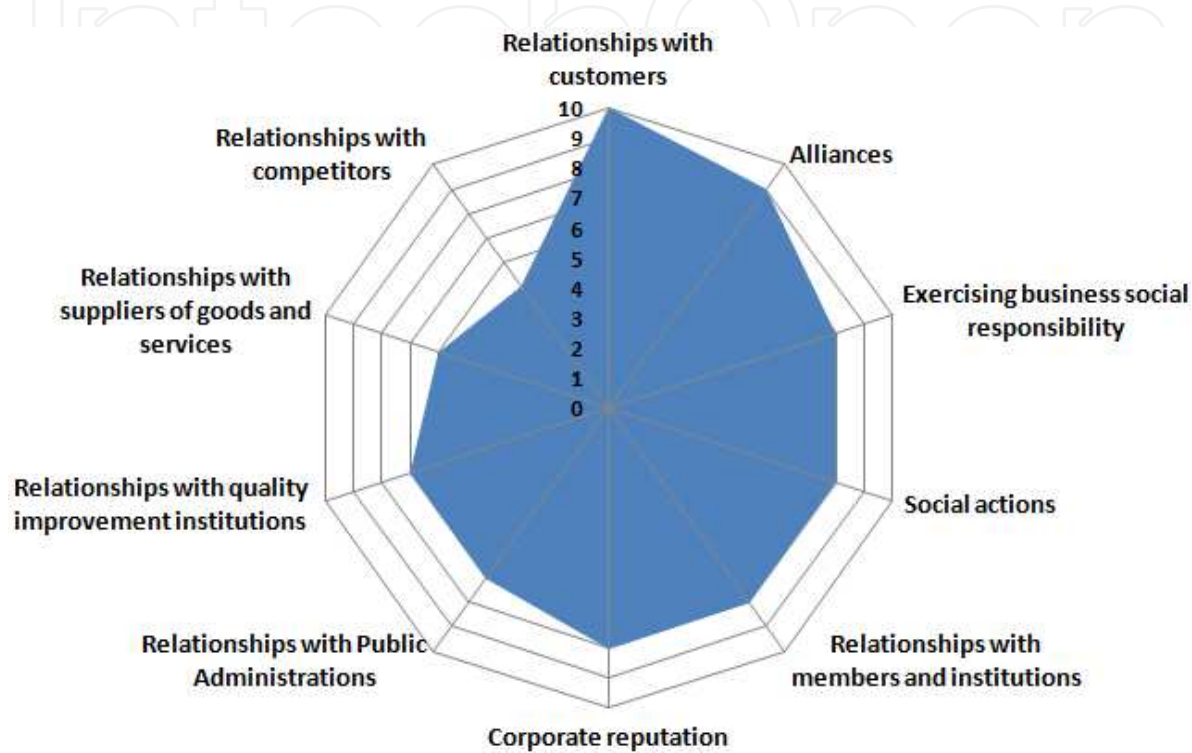 Relationships with
customers
10
9
8
7
6
5
4
3
2
1
0
Alliances
Exercising business social
responsibility
Social actions
Relationships with
members and institutions
Corporate reputation
Relationships with Public
Administrations
Relationships with quality
improvement institutions
Relationships with
suppliers of goods and
services
Relationships with
competitors